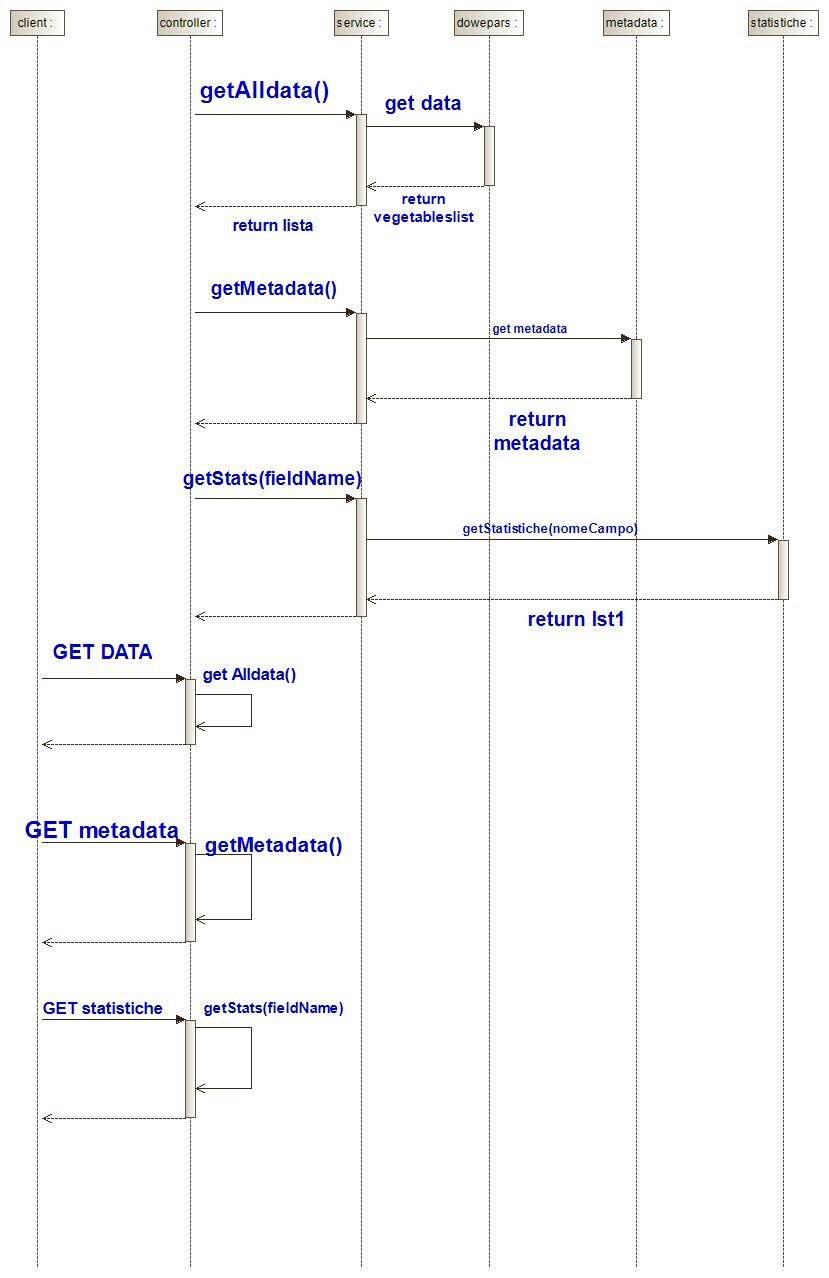 client :
controller :
service :
dowepars :
metadata :
statistiche :
getAlldata()
get data
return
vegetableslist
return lista
getMetadata()
get metadata
return
metadata
getStats(fieldName)
getStatistiche(nomeCampo)
return lst1
GET DATA
get Alldata()
GET metadata
getMetadata()
GET statistiche
getStats(fieldName)